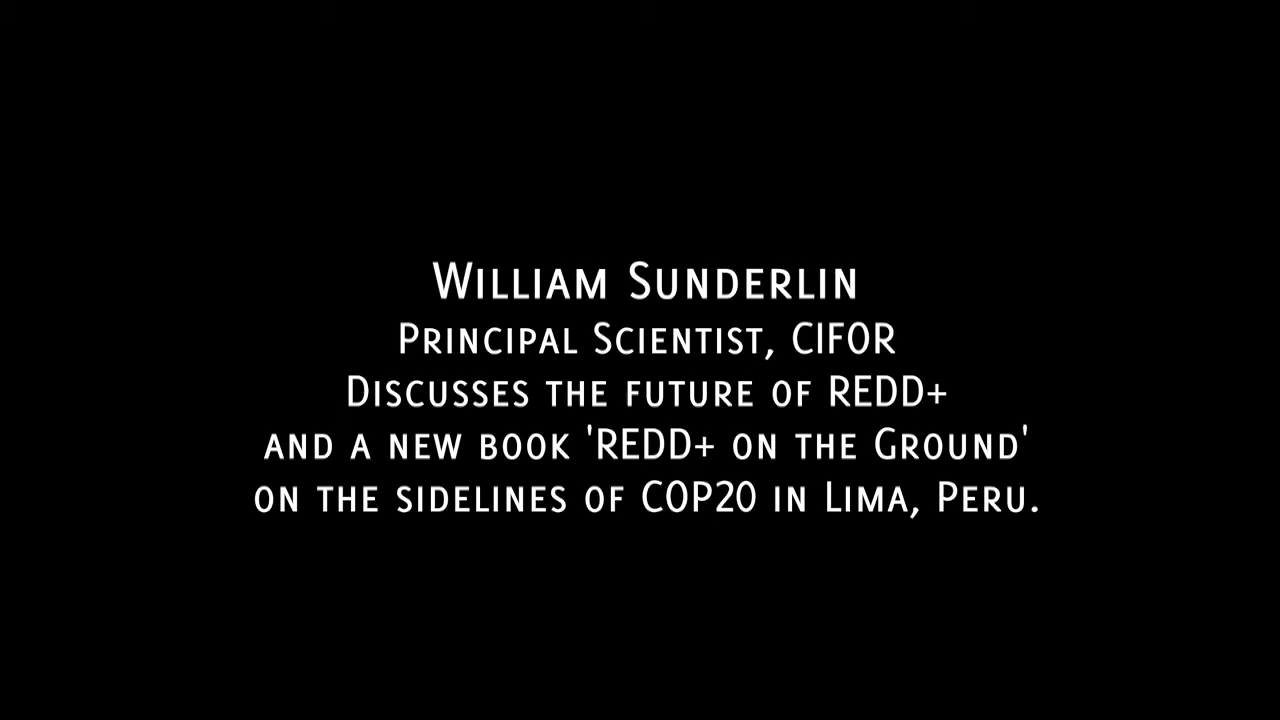 William Sunderlin
Principal Scientist, CIFOR
Discusses the future of REDD+
and a new book 'REDD+ on the Ground'
on the sidelines of COP20 in Lima, Peru.